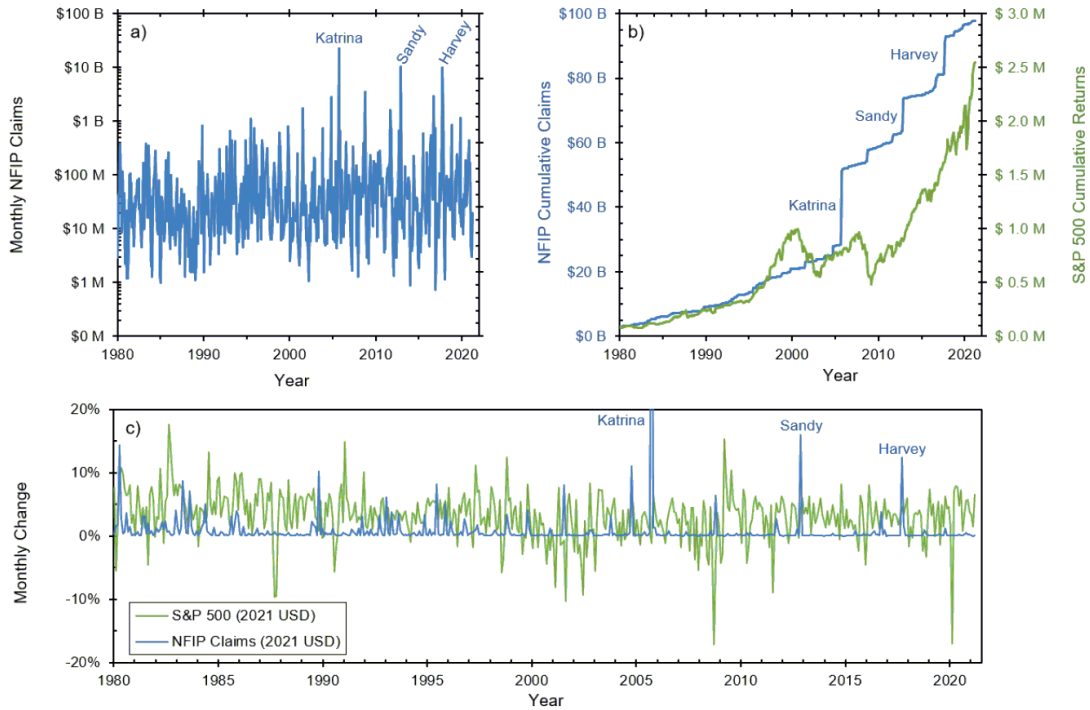 a)
Katrina
Sandy
Harvey
$100 B
$10 B
$1 B
$100 M
$10 M
$1 M
$0 M
Monthly NFIP Claims
1980
1990
2000
2010
2020
Year
b)
Harvey
Sandy
Katrina
$100 B
$80 B
$60 B
$40 B
$20 B
$0 B
NFIP Cumulative Claims
$ 3.0 M
$ 2.5 M
$ 2.0 M
$ 1.5 M
$ 1.0 M
$ 0.5 M
$ 0.0 M
S&P 500 Cumulative Returns
1980
1990
2000
2010
2020
Year
c)
Katrina
Sandy
Harvey
20%
10%
0%
-10%
-20%
Monthly Change
S&P 500 (2021 USD)
NFIP Claims (2021 USD)
1980
1985
1990
1995
2000
2005
2010
2015
2020
Year